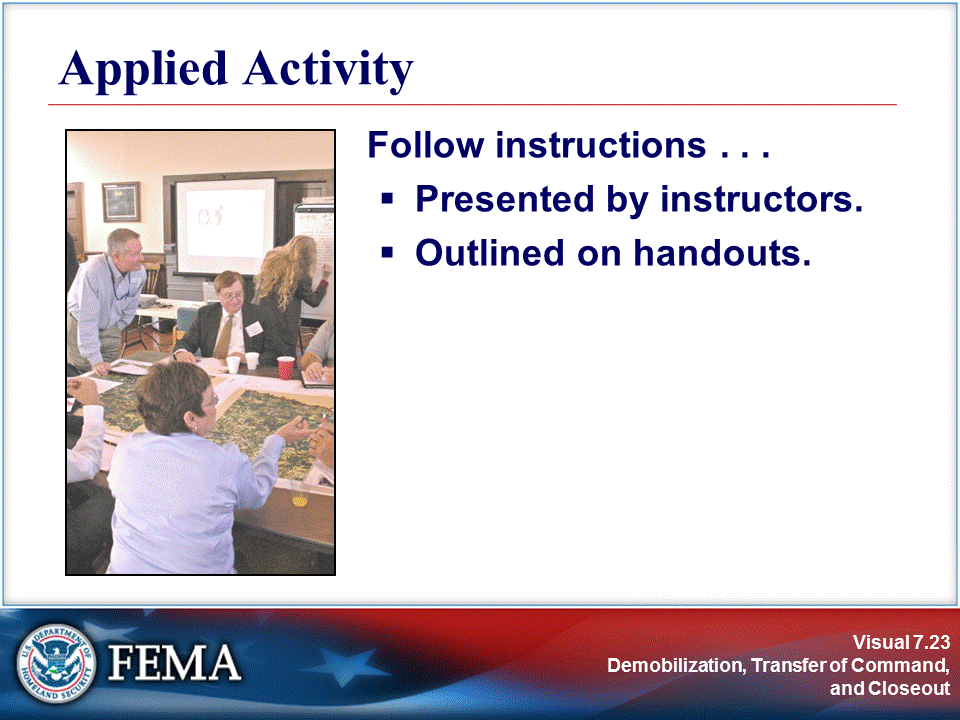 Applied Activity
Follow instructions . . .
▪ Presented by instructors.
▪ Outlined on handouts.
U.S. DEPARTMENT OF
HOMELAND SECURITY
FEMA
Visual 7.23
Demobilization, Transfer of Command,
and Closeout